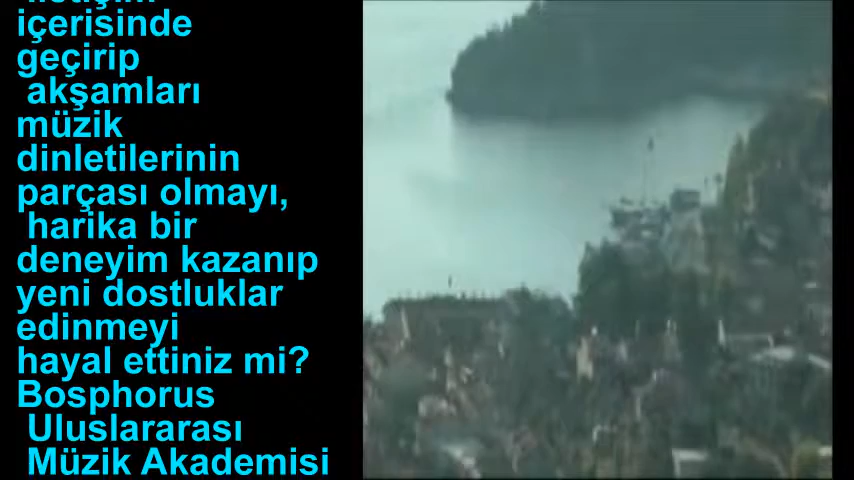 içerisinde
geçirip
akşamları
müzik
dinletilerinin
parçası olmayı,
harika bir
deneyim kazanıp
yeni dostluklar
edinmeyi
hayal ettiniz mi?
Bosphorus
Uluslararası
Müzik Akademisi